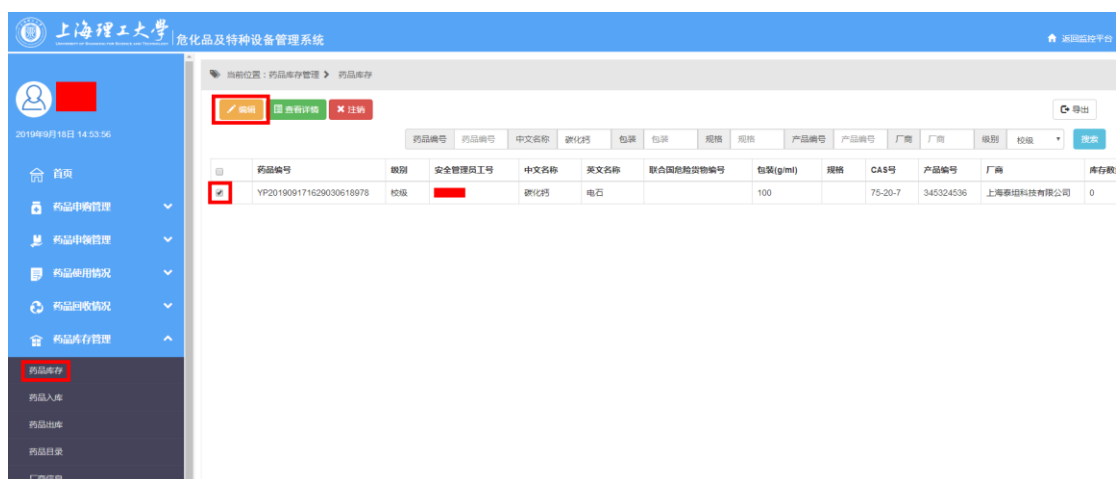 上海理工大學 危化品及特种设备管理系统 返回监控平台
当前位置：药品库存管理 药品库存
编辑 查看详情 注销 导出
2019年9月18日 14:53:56
药品编号 药品编号 中文名称 碳化钙 包装 包装 规格 规格 产品编号 产品编号 厂商 厂商 级别 校级 搜索
药品编号 级别 安全管理员工号 中文名称 英文名称 联合国危险货物编号 包装(g/ml) 规格 CAS号 产品编号 厂商 库存数
YP201909171629030618978 校级 碳化钙 电石 100 75-20-7 345324536 上海泰坦科技有限公司 0
首页
药品申购管理
药品申领管理
药品使用情况
药品回收情况
药品库存管理
药品库存
药品入库
药品出库
药品目录
厂商信息